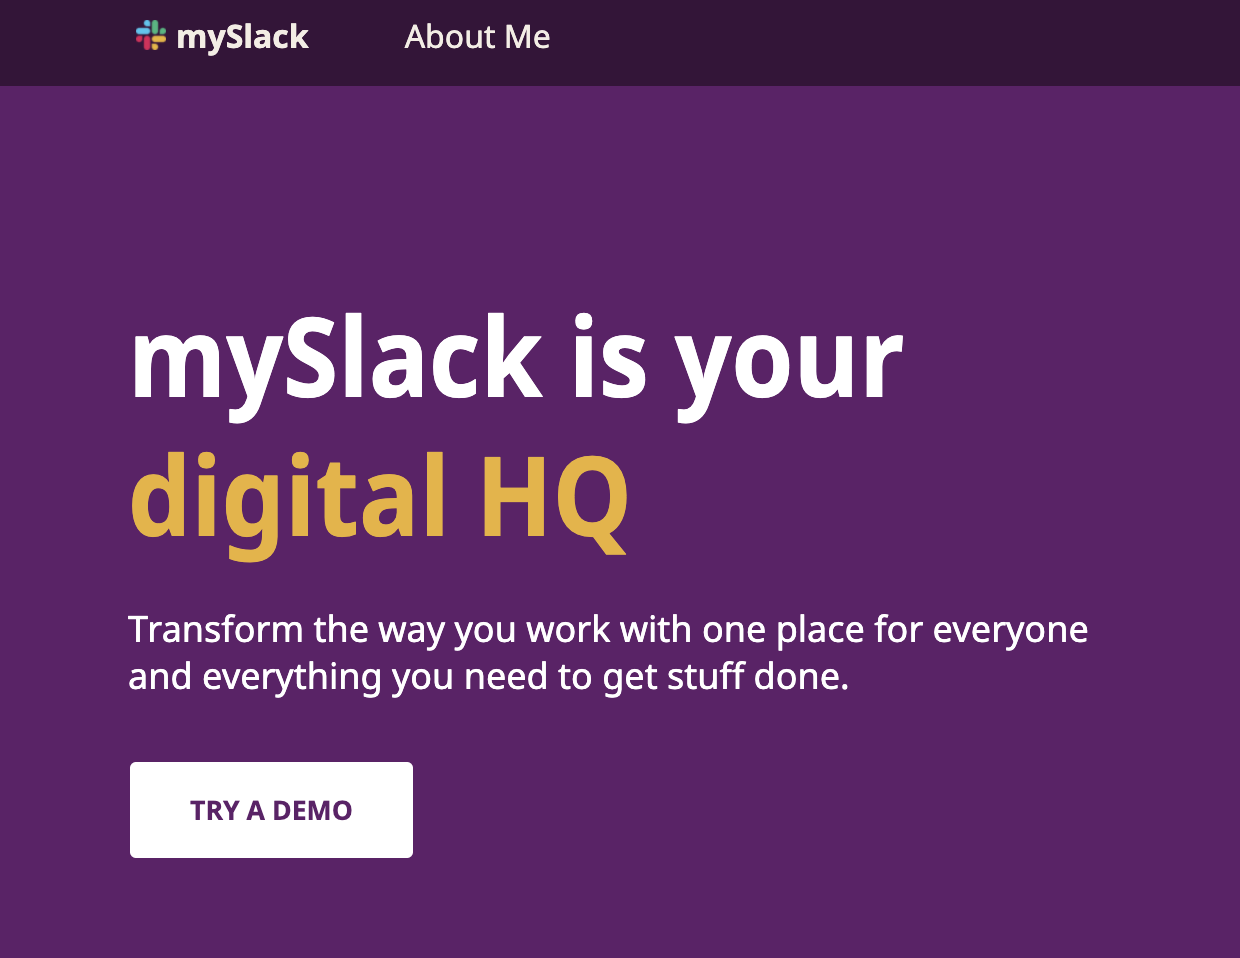 mySlack About Me
mySlack is your
digital HQ
Transform the way you work with one place for everyone
and everything you need to get stuff done.
TRY A DEMO